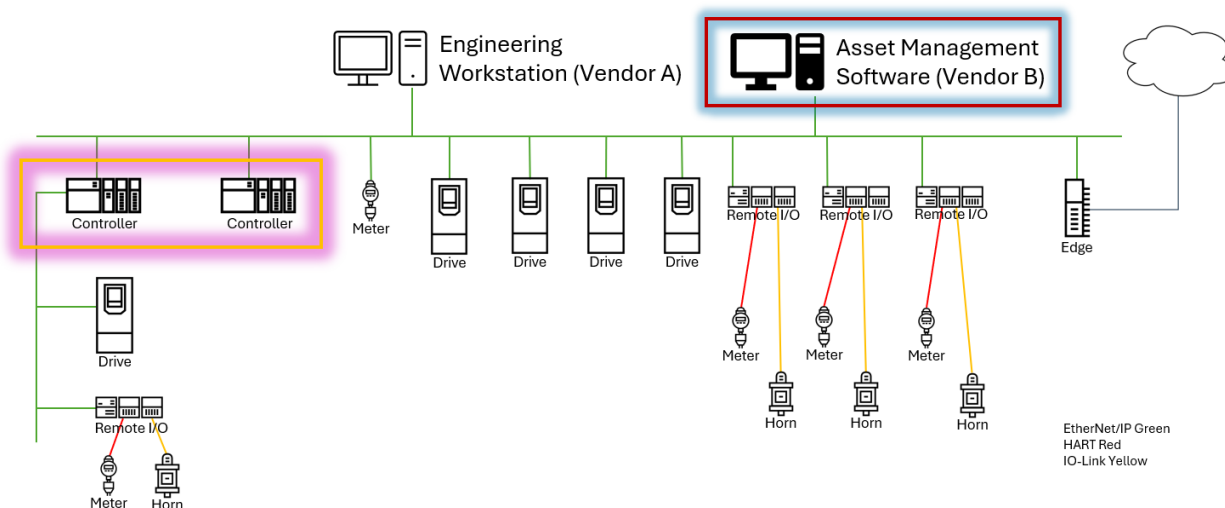 Engineering
Workstation (Vendor A)
Asset Management
Software (Vendor B)
Controller
Controller
Meter
Drive
Drive
Drive
Drive
Remote I/O
Remote I/O
Remote I/O
Edge
Drive
Meter
Meter
Meter
Horn
Horn
Horn
Remote I/O
Meter
Horn
EtherNet/IP Green
HART Red
IO-Link Yellow